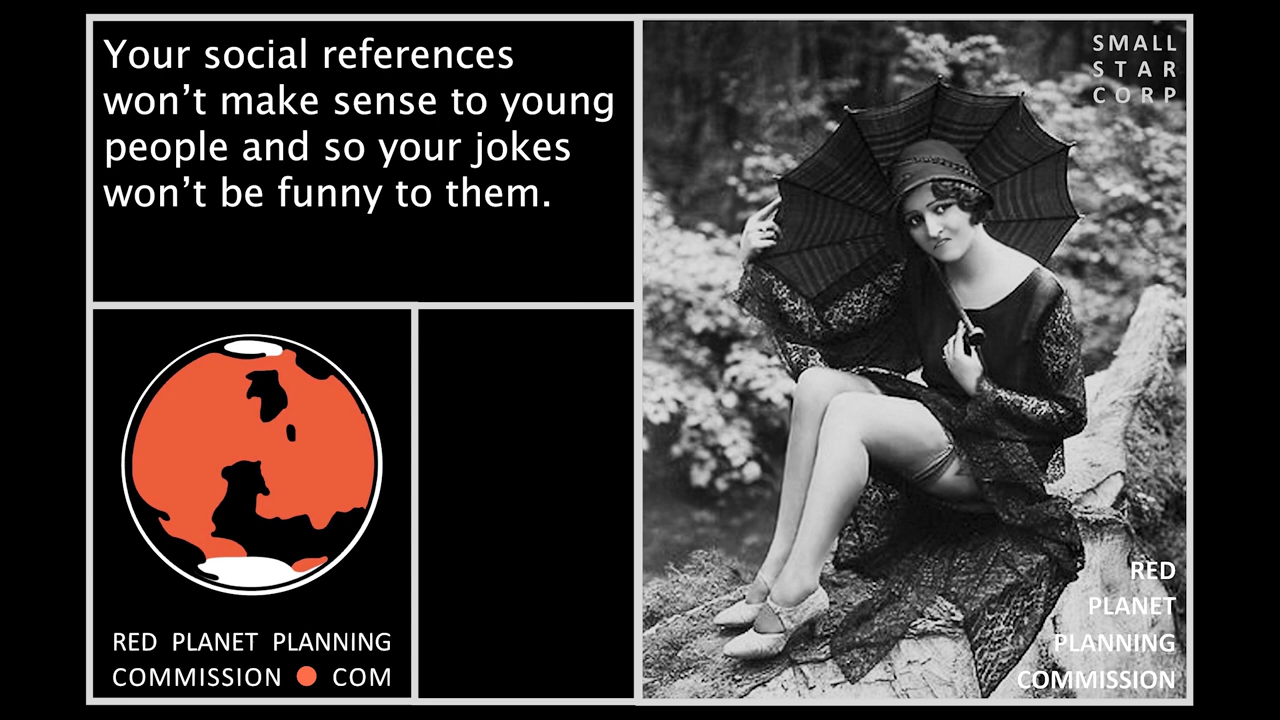 Your social references
won’t make sense to young
people and so your jokes
won’t be funny to them.
RED PLANET PLANNING
COMMISSION COM
SMALL
STAR
CORP
RED
PLANET
PLANNING
COMMISSION